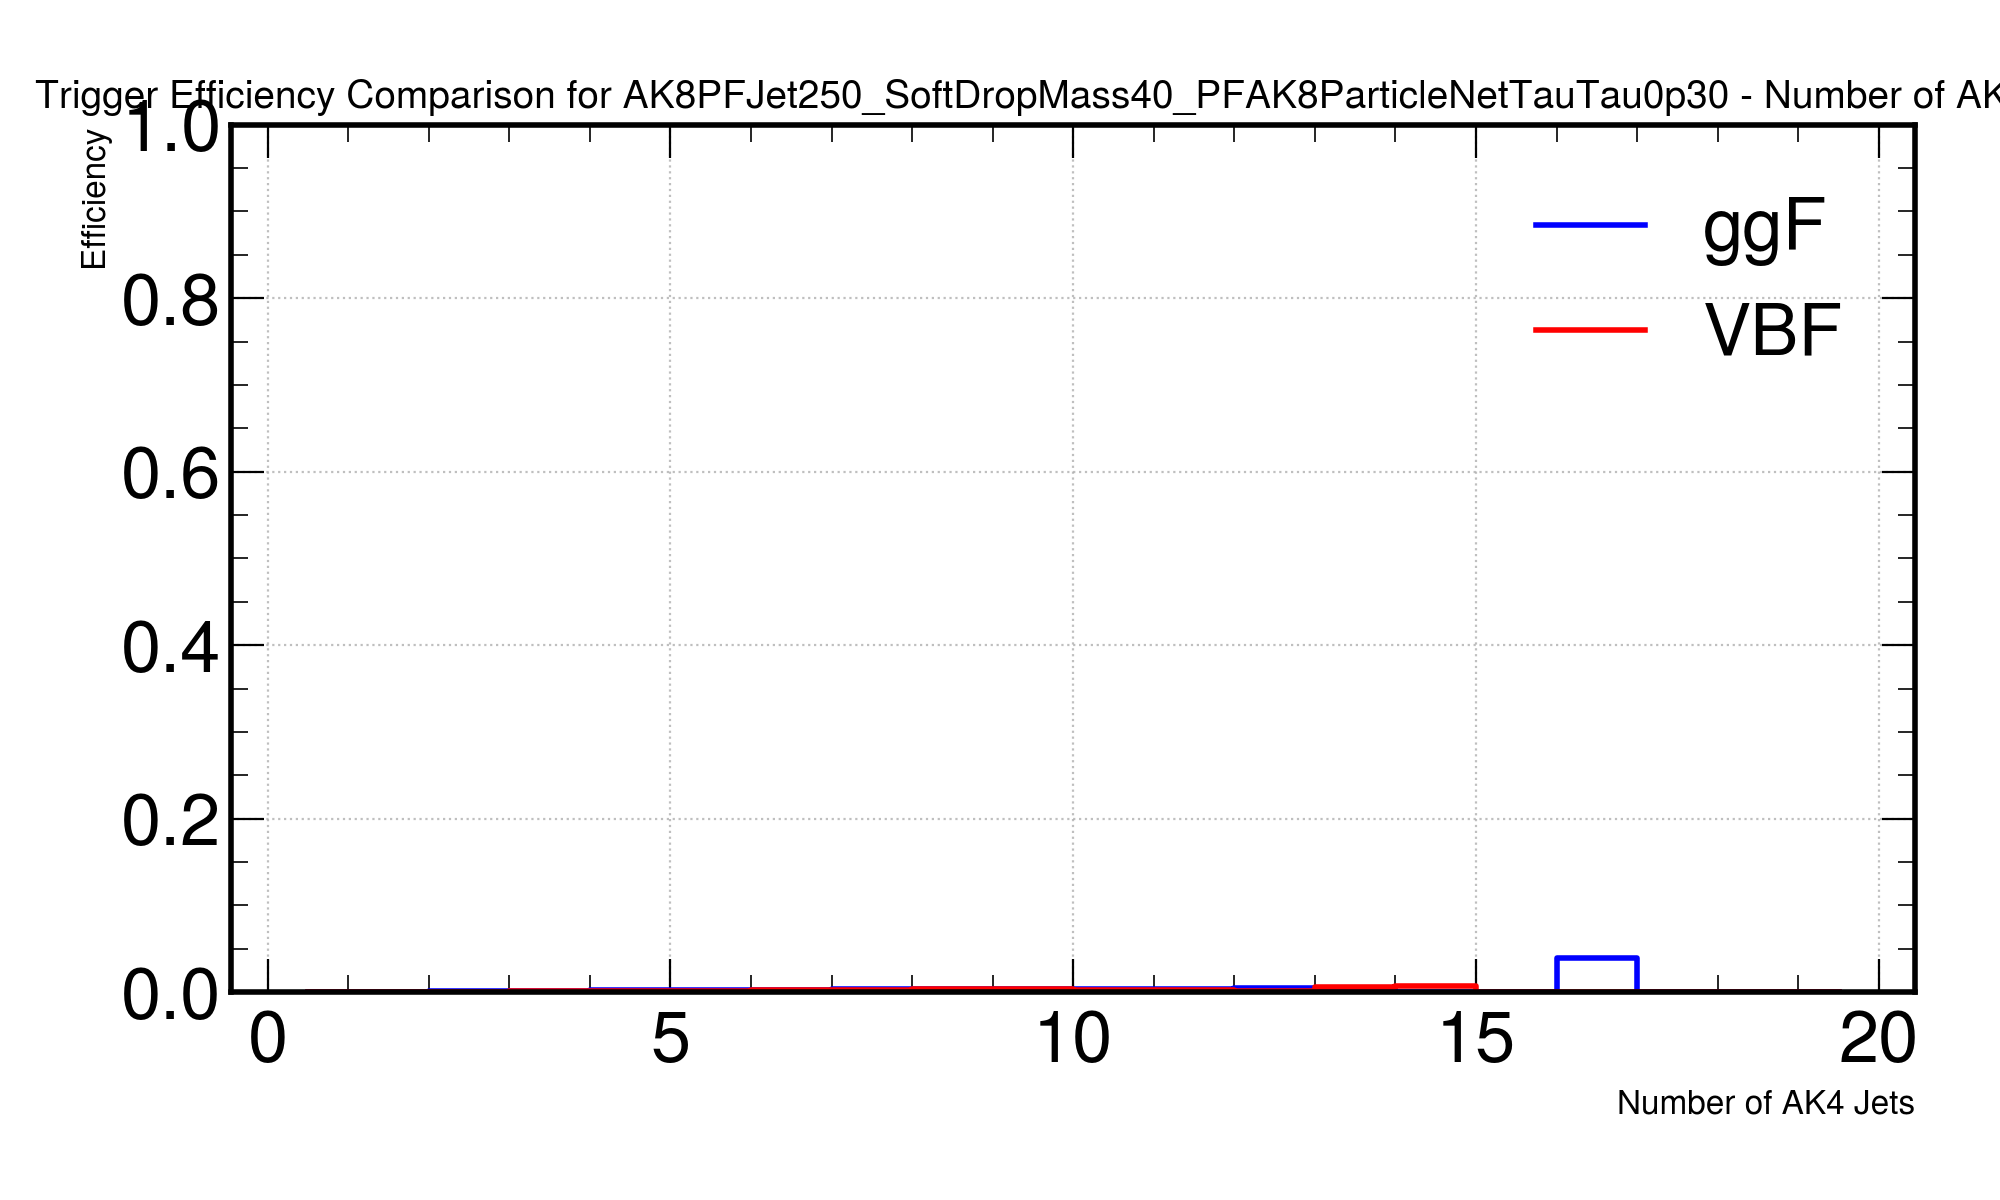 Trigger Efficiency Comparison for AK8PFJet250_SoftDropMass40_PFAK8ParticleNetTauTau0p30 - Number of AK
Efficiency
1.0
0.8
0.6
0.4
0.2
0.0
ggF
VBF
0 5 10 15 20
Number of AK4 Jets